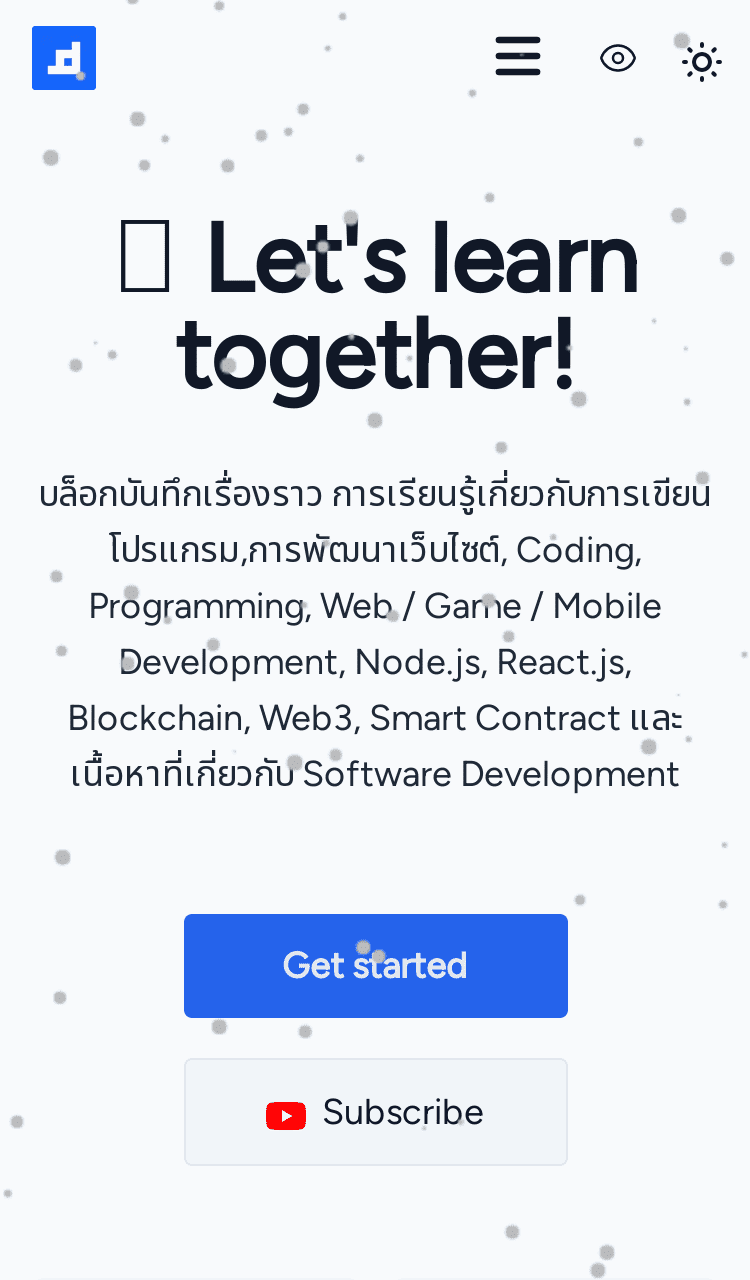 Let's learn
together!
บล็อกบันทึกเรื่องราว การเรียนรู้เกี่ยวกับการเขียน
โปรแกรม,การพัฒนาเว็บไซต์, Coding,
Programming, Web / Game / Mobile
Development, Node.js, React.js,
Blockchain, Web3, Smart Contract และ
เนื้อหาที่เกี่ยวกับ Software Development
Get started
Subscribe